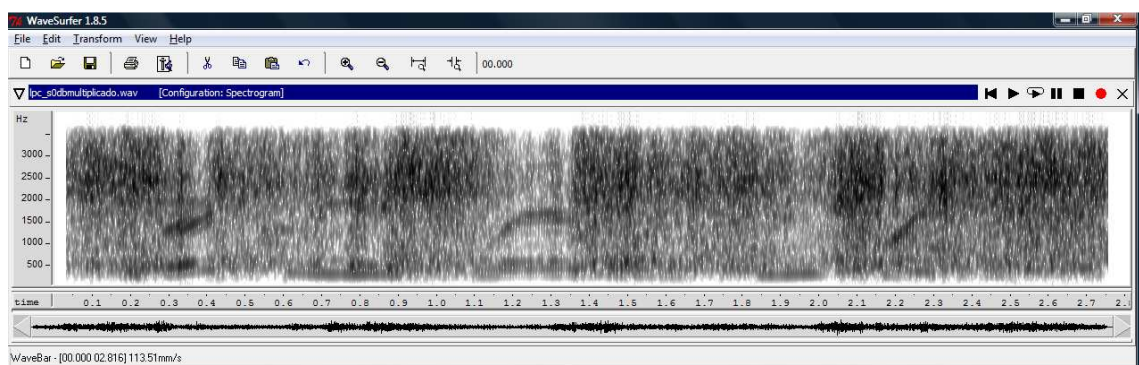 WaveSurfer 1.8.5
File Edit Transform View Help
00.000
lpc_s0dbmultiplicado.wav [Configuration: Spectrogram]
Hz
3000
2500
2000
1500
1000
500
time 0.1 0.2 0.3 0.4 0.5 0.6 0.7 0.8 0.9 1.0 1.1 1.2 1.3 1.4 1.5 1.6 1.7 1.8 1.9 2.0 2.1 2.2 2.3 2.4 2.5 2.6 2.7 2.
WaveBar - [00.000 02.816] 113.51mm/s